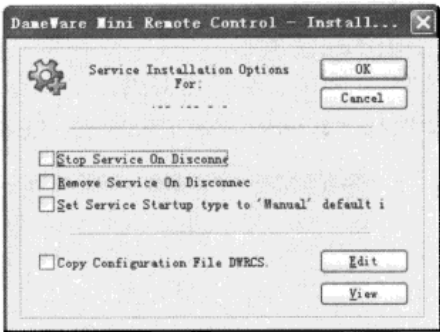 DameWare Mini Remote Control - Install...
Service Installation Options
For:
OK
Cancel
Stop Service On Disconne
Remove Service On Disconnec
Set Service Startup type to 'Manual' default i
Copy Configuration File DWRCS.
Edit
View